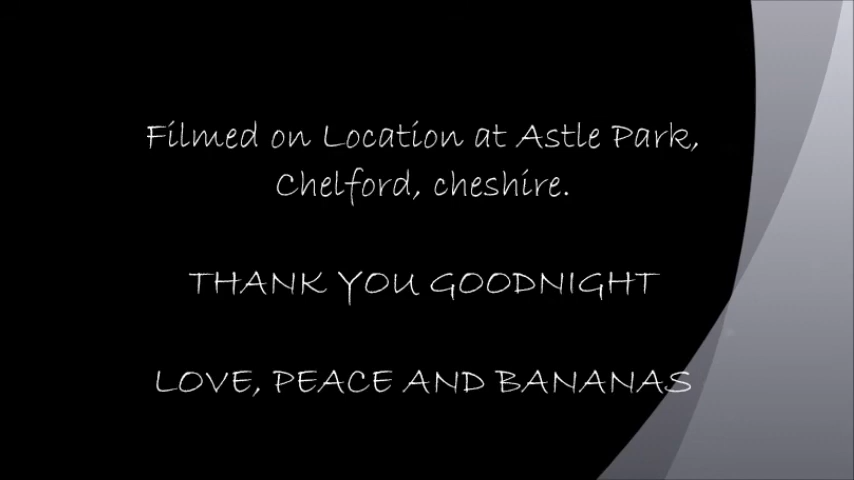 Filmed on Location at Astle Park,
Chelford, cheshire.
THANK YOU GOODNIGHT
LOVE, PEACE AND BANANAS